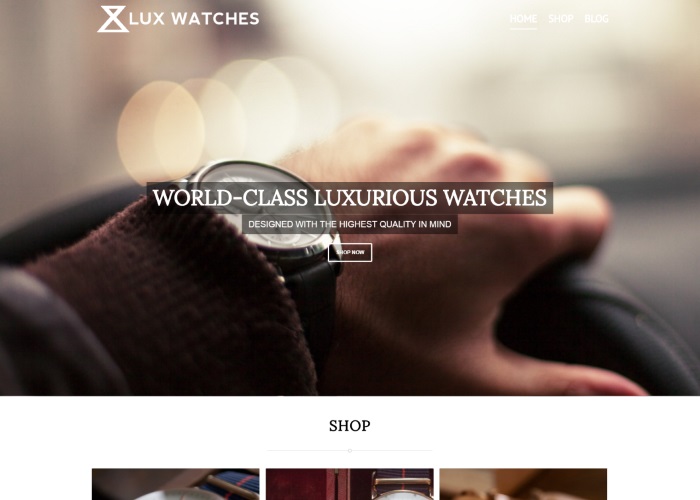 LUX WATCHES
HOME SHOP BLOG
WORLD-CLASS LUXURIOUS WATCHES
DESIGNED WITH THE HIGHEST QUALITY IN MIND
SHOP NOW
SHOP